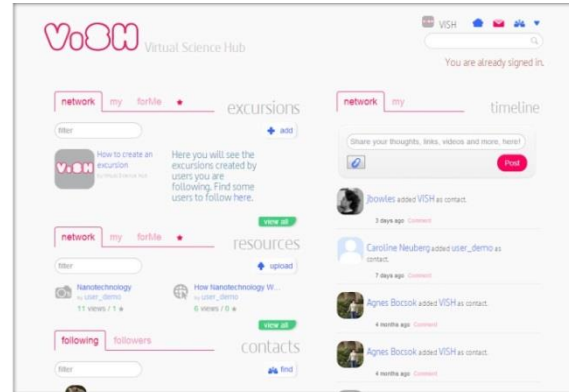 ViSH Virtual Science Hub
VISH
You are already signed in.
network my forMe
excursions
filter
add
How to create an
excursion
Here you will see the
excursions created by
users you are
following. Find some
users to follow here.
view all
network my forMe
resources
filter
upload
Nanotechnology
by user_demo
11 views / 1
How Nanotechnology W...
by user_demo
6 views / 0
view all
following followers
contacts
filter
find
network my
timeline
Share your thoughts, links, videos and more, here!
Post
jbowles added VISH as contact.
3 days ago Comment
Caroline Neuberg added user_demo as
contact.
7 days ago Comment
Agnes Bocsok added VISH as contact.
4 months ago Comment
Agnes Bocsok added VISH as contact.
4 months ago Comment